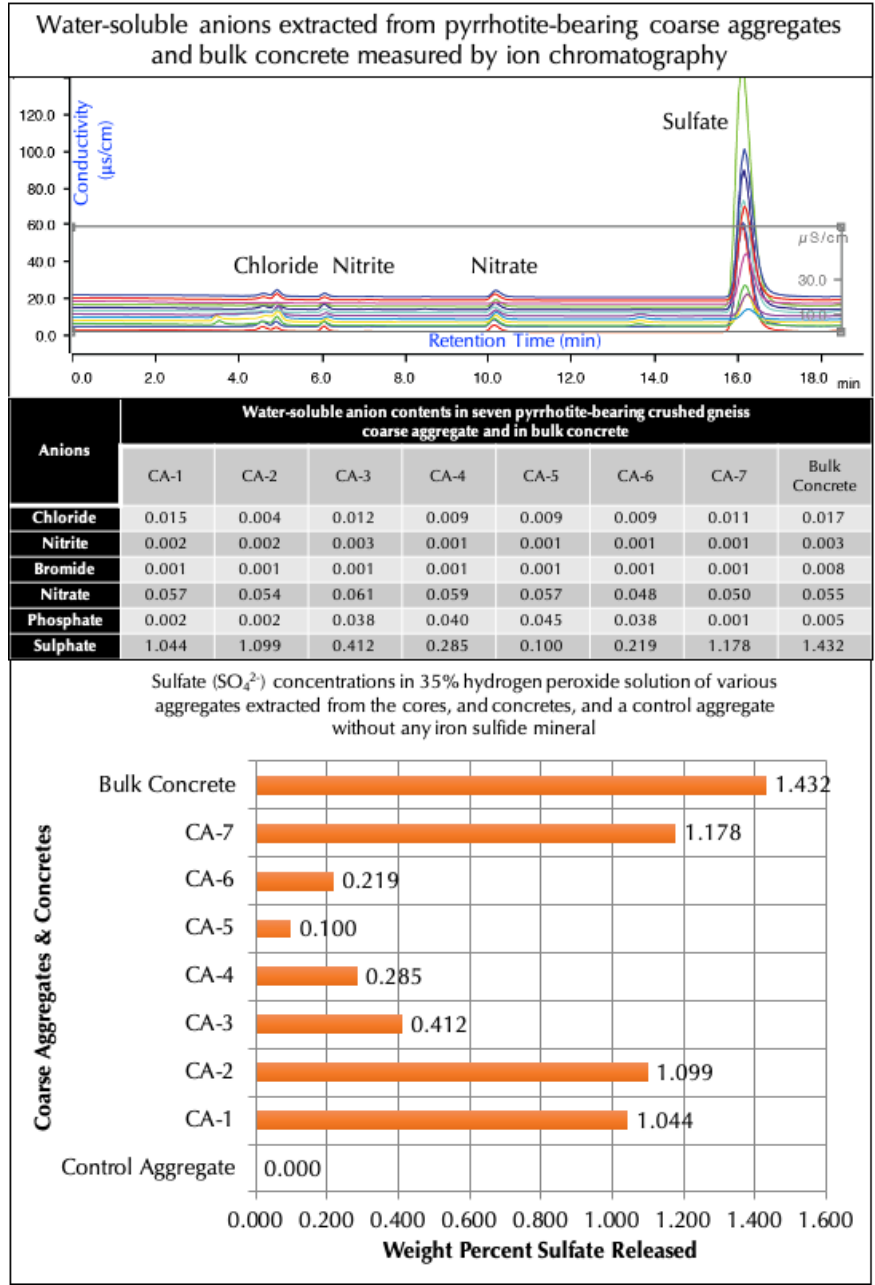 Water-soluble anions extracted from pyrrhotite-bearing coarse aggregates
and bulk concrete measured by ion chromatography
Conductivity
(µs/cm)
120.0
100.0
80.0
60.0
40.0
20.0
0.0
Sulfate
µS/cm
Chloride Nitrite Nitrate
30.0
10.0
Retention Time (min)
0.0 2.0 4.0 6.0 8.0 10.0 12.0 14.0 16.0 18.0 min
Anions
Water-soluble anion contents in seven pyrrhotite-bearing crushed gneiss
coarse aggregate and in bulk concrete
CA-1 CA-2 CA-3 CA-4 CA-5 CA-6 CA-7 Bulk
Concrete
Chloride 0.015 0.004 0.012 0.009 0.009 0.009 0.011 0.017
Nitrite 0.002 0.002 0.003 0.001 0.001 0.001 0.001 0.003
Bromide 0.001 0.001 0.001 0.001 0.001 0.001 0.001 0.008
Nitrate 0.057 0.054 0.061 0.059 0.057 0.048 0.050 0.055
Phosphate 0.002 0.002 0.038 0.040 0.045 0.038 0.001 0.005
Sulphate 1.044 1.099 0.412 0.285 0.100 0.219 1.178 1.432
Sulfate (SO₄²⁻) concentrations in 35% hydrogen peroxide solution of various
aggregates extracted from the cores, and concretes, and a control aggregate
without any iron sulfide mineral
Coarse Aggregates & Concretes
Bulk Concrete 1.432
CA-7 1.178
CA-6 0.219
CA-5 0.100
CA-4 0.285
CA-3 0.412
CA-2 1.099
CA-1 1.044
Control Aggregate 0.000
0.000 0.200 0.400 0.600 0.800 1.000 1.200 1.400 1.600
Weight Percent Sulfate Released